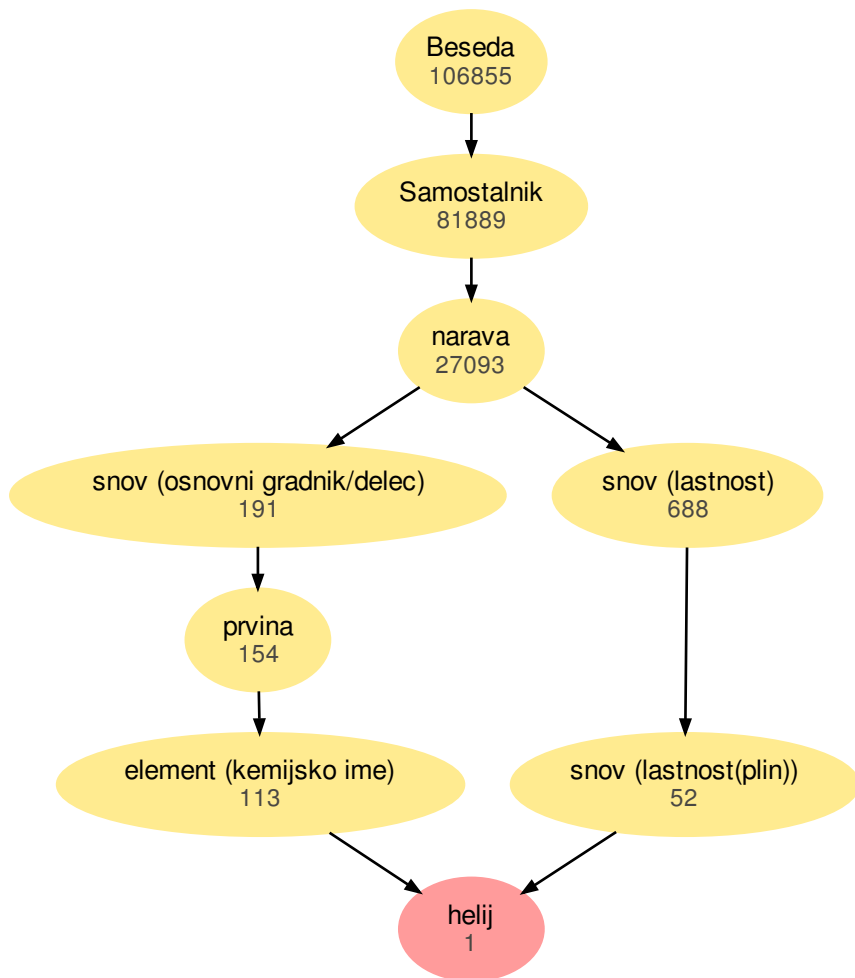 Beseda
106855
Samostalnik
81889
narava
27093
snov (osnovni gradnik/delec)
191
snov (lastnost)
688
prvina
154
element (kemijsko ime)
113
snov (lastnost(plin))
52
helij
1